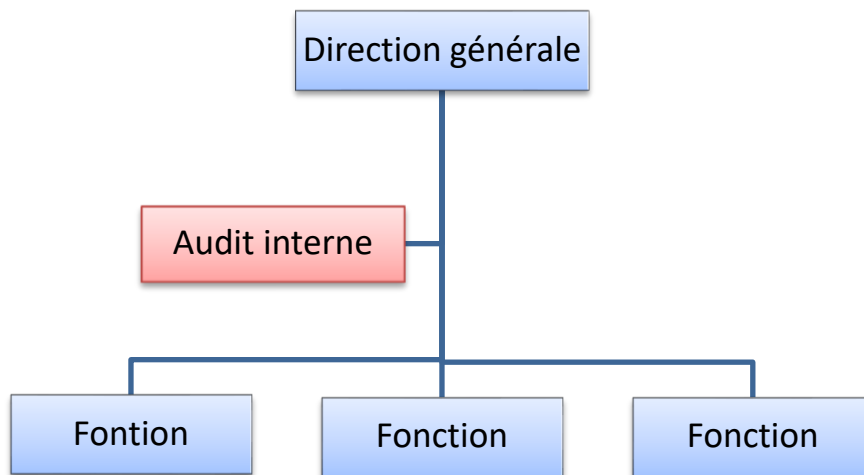 Direction générale
Audit interne
Fontion
Fonction
Fonction